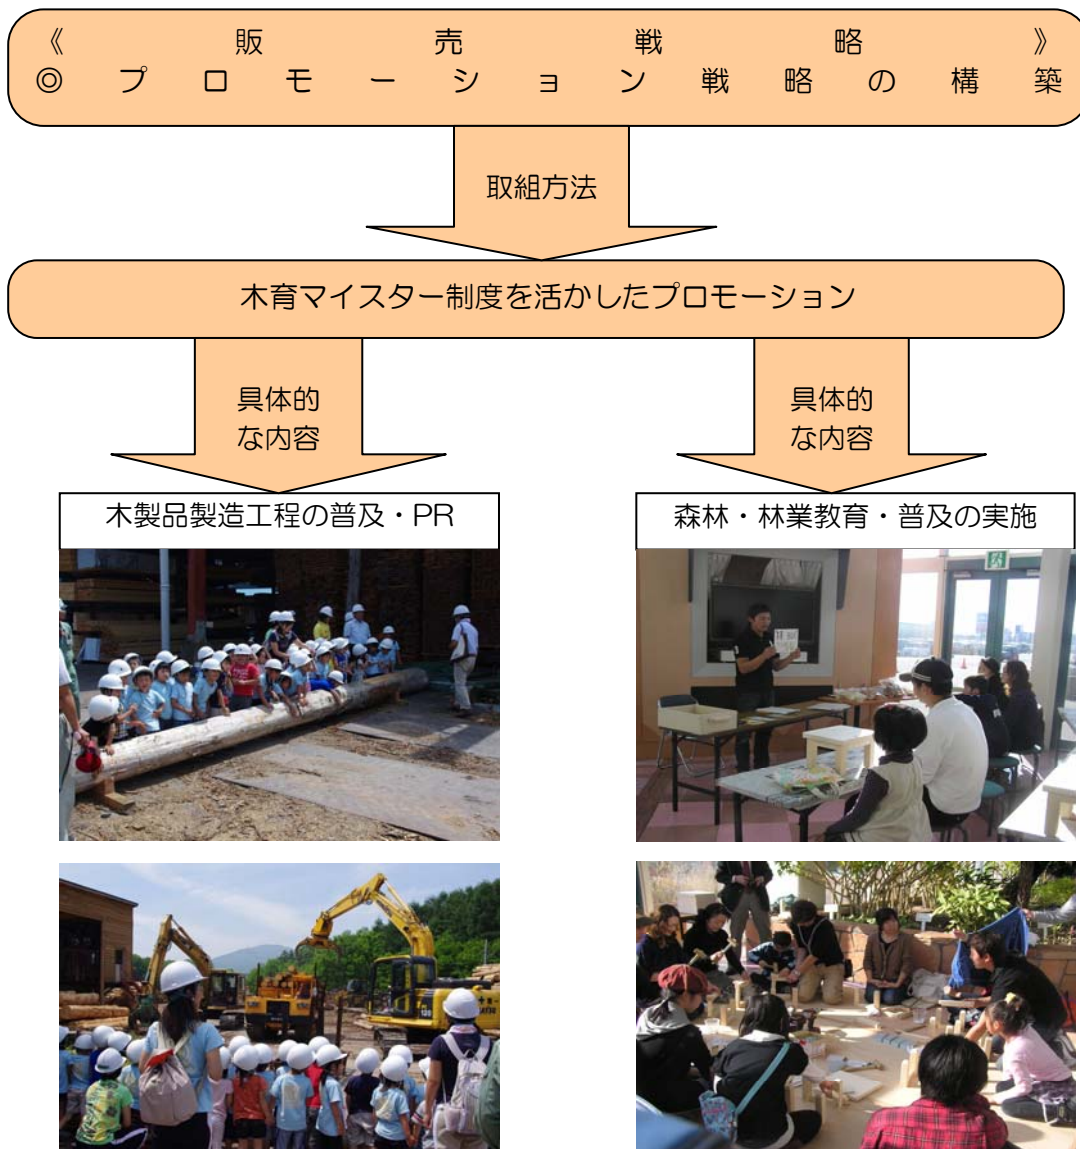 《販売戦略》
◎プロモーション戦略の構築
取組方法
木育マイスター制度を活かしたプロモーション
具体的
な内容
具体的
な内容
木製品製造工程の普及・PR
森林・林業教育・普及の実施